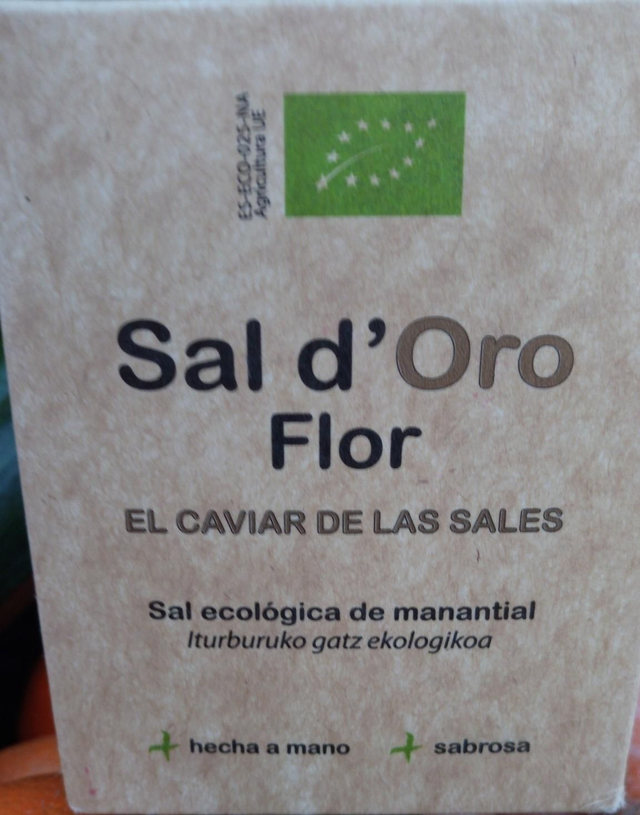 ES-ECO-025-NA
Agricultura UE
Sal d'Oro
Flor
EL CAVIAR DE LAS SALES
Sal ecológica de manantial
Iturburuko gatz ekologikoa
+ hecha a mano + sabrosa